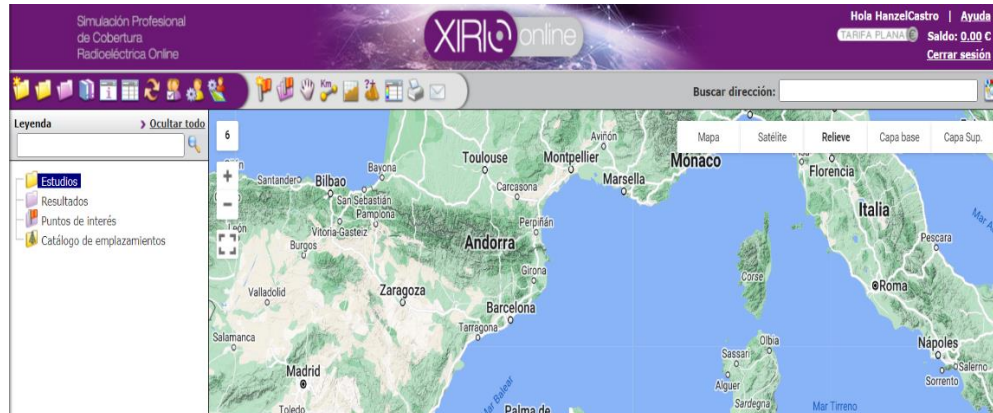 Simulación Profesional
de Cobertura
Radioeléctrica Online
XIRIO online
Hola HanzelCastro | Ayuda
TARIFA PLANA Saldo: 0.00 €
Cerrar sesión
Buscar dirección:
Leyenda
Ocultar todo
Estudios
Resultados
Puntos de interés
Catálogo de emplazamientos
6
+
−
Mapa
Satélite
Relieve
Capa base
Capa Sup.
Aviñón
Toulouse
Montpellier
Mónaco
Bayona
Marsella
Florencia
Santander
Bilbao
Carcasona
San Sebastián
Pamplona
Perpiñán
Italia
León
Vitoria-Gasteiz
Burgos
Andorra
Pescara
Girona
Corse
Valladolid
Zaragoza
Roma
Barcelona
Tarragona
Salamanca
Olbia
Nápoles
Sassari
Salerno
Madrid
Alguer
Sorrento
Toledo
Mar Balear
Palma de
Sardegna
Mar Tirreno